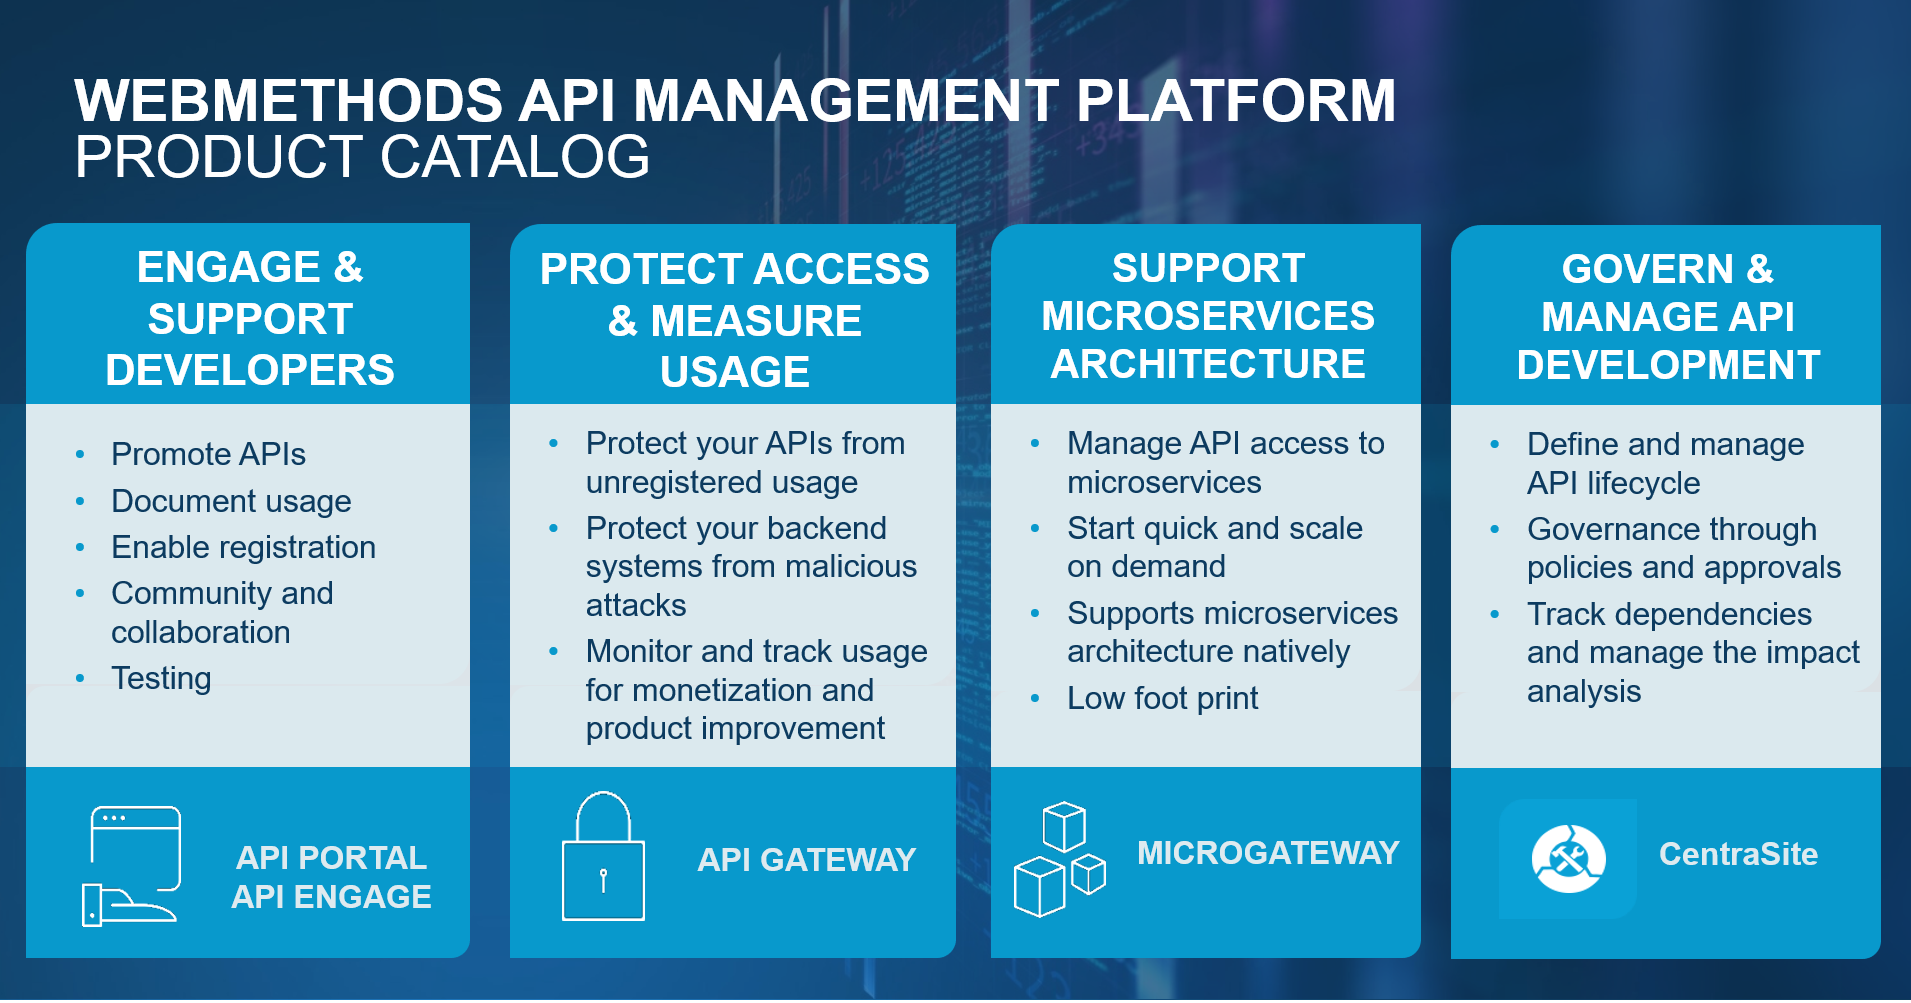 WEBMETHODS API MANAGEMENT PLATFORM
PRODUCT CATALOG
ENGAGE &
SUPPORT
DEVELOPERS
• Promote APIs
• Document usage
• Enable registration
• Community and
collaboration
• Testing
API PORTAL
API ENGAGE
PROTECT ACCESS
& MEASURE
USAGE
• Protect your APIs from
unregistered usage
• Protect your backend
systems from malicious
attacks
• Monitor and track usage
for monetization and
product improvement
API GATEWAY
SUPPORT
MICROSERVICES
ARCHITECTURE
• Manage API access to
microservices
• Start quick and scale
on demand
• Supports microservices
architecture natively
• Low foot print
MICROGATEWAY
GOVERN &
MANAGE API
DEVELOPMENT
• Define and manage
API lifecycle
• Governance through
policies and approvals
• Track dependencies
and manage the impact
analysis
CentraSite